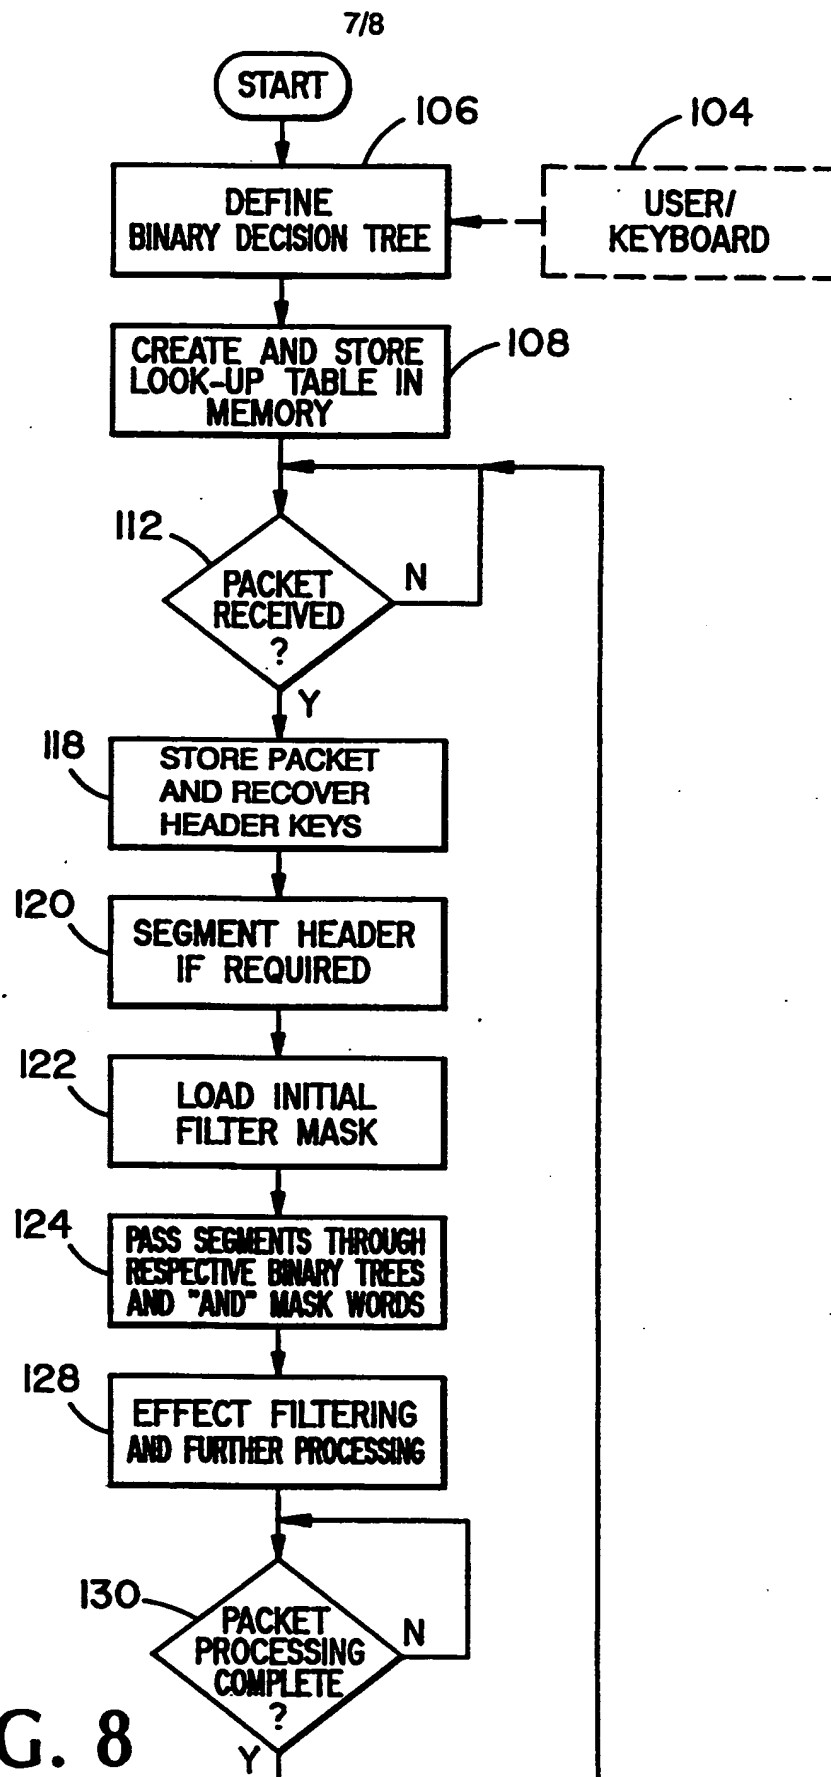 7/8
START
106
104
DEFINE
BINARY DECISION TREE
USER/
KEYBOARD
CREATE AND STORE
LOOK-UP TABLE IN
MEMORY
108
112
PACKET
RECEIVED
?
N
Y
118
STORE PACKET
AND RECOVER
HEADER KEYS
120
SEGMENT HEADER
IF REQUIRED
122
LOAD INITIAL
FILTER MASK
124
PASS SEGMENTS THROUGH
RESPECTIVE BINARY TREES
AND "AND" MASK WORDS
128
EFFECT FILTERING
AND FURTHER PROCESSING
130
PACKET
PROCESSING
COMPLETE
?
N
Y
G. 8